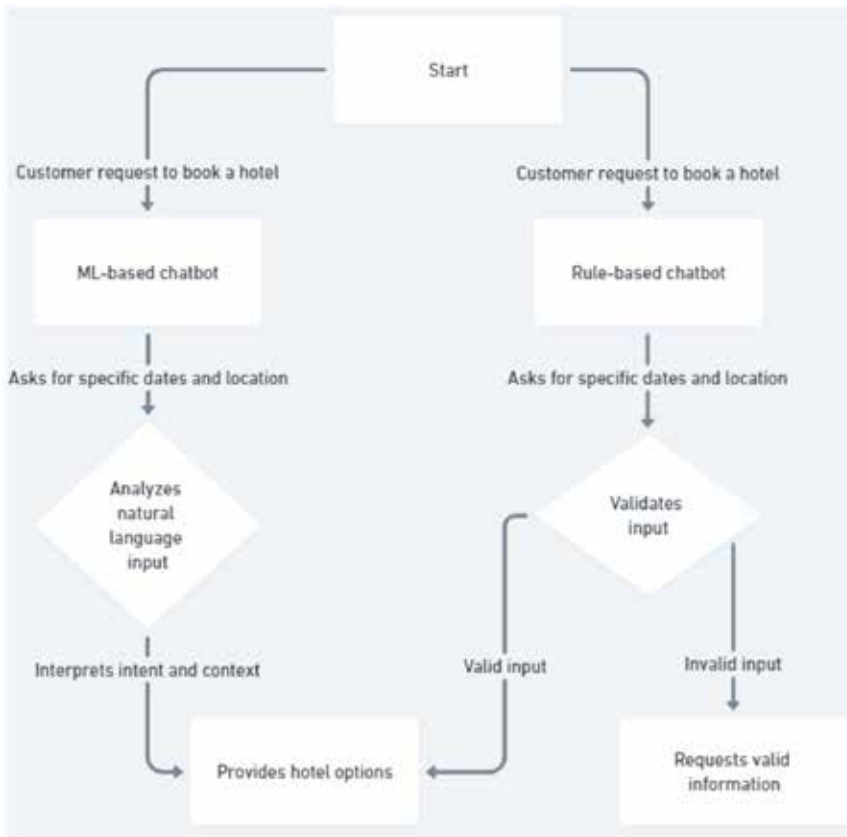 Start
Customer request to book a hotel
Customer request to book a hotel
ML-based chatbot
Rule-based chatbot
Asks for specific dates and location
Asks for specific dates and location
Analyzes
natural
language
input
Validates
input
Interprets intent and context
Valid input
Invalid input
Provides hotel options
Requests valid
information